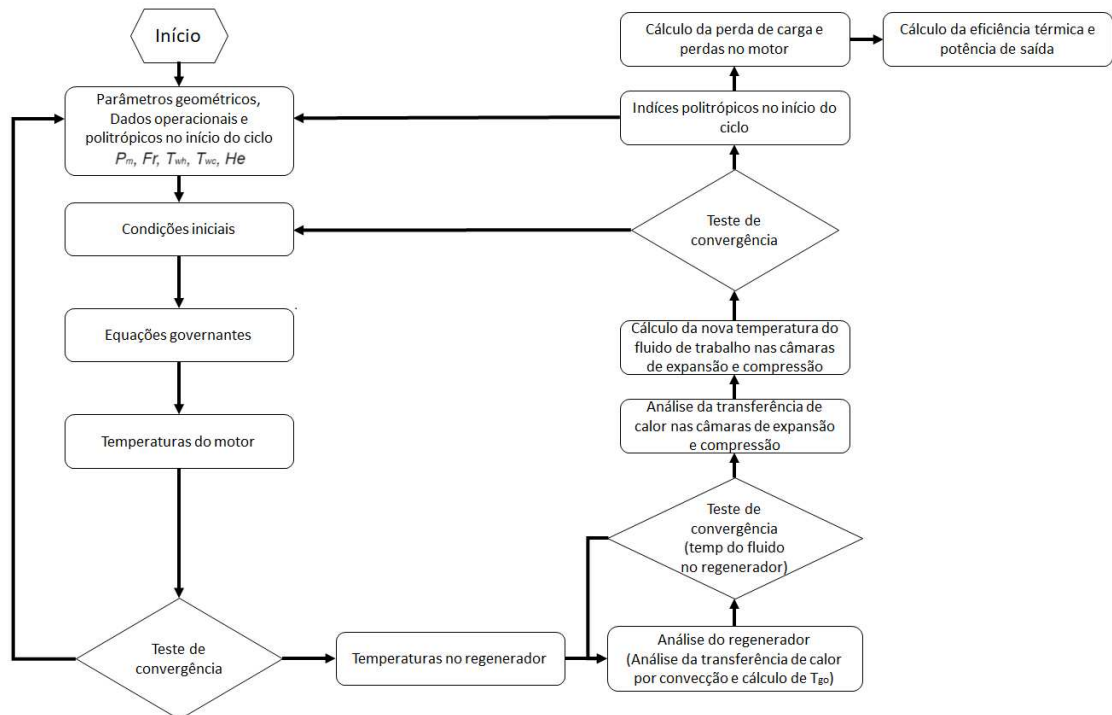 Início
Parâmetros geométricos,
Dados operacionais e
politrópicos no início do ciclo
Pm, Fr, Twh, Twc, He
Condições iniciais
Equações governantes
Temperaturas do motor
Teste de
convergência
Temperaturas no regenerador
Análise do regenerador
(Análise da transferência de calor
por convecção e cálculo de Tgo)
Teste de
convergência
(temp do fluido
no regenerador)
Análise da transferência de
calor nas câmaras de expansão
e compressão
Cálculo da nova temperatura do
fluido de trabalho nas câmaras
de expansão e compressão
Teste de
convergência
Indíces politrópicos no início do
ciclo
Cálculo da perda de carga e
perdas no motor
Cálculo da eficiência térmica e
potência de saída